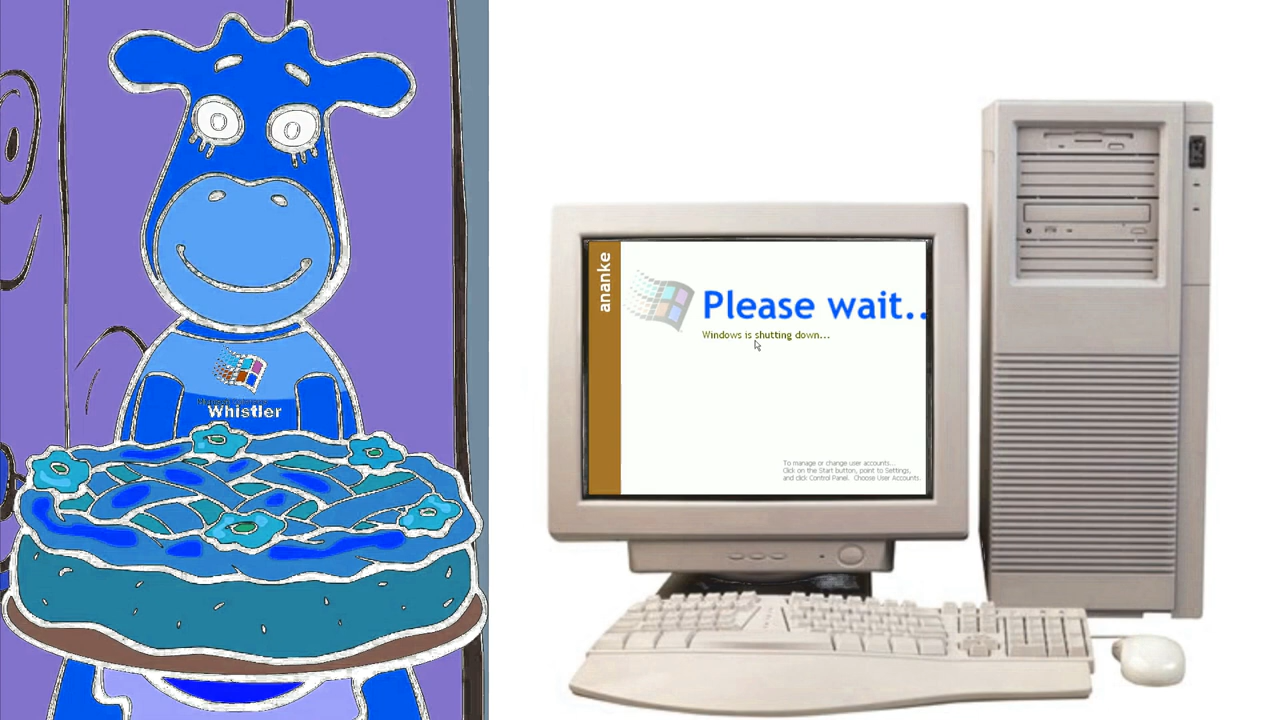 Whistler
ananke
Please wait..
Windows is shutting down...
To manage or change user accounts...
Click on the Start button, point to Settings,
and click Control Panel. Choose User Accounts.